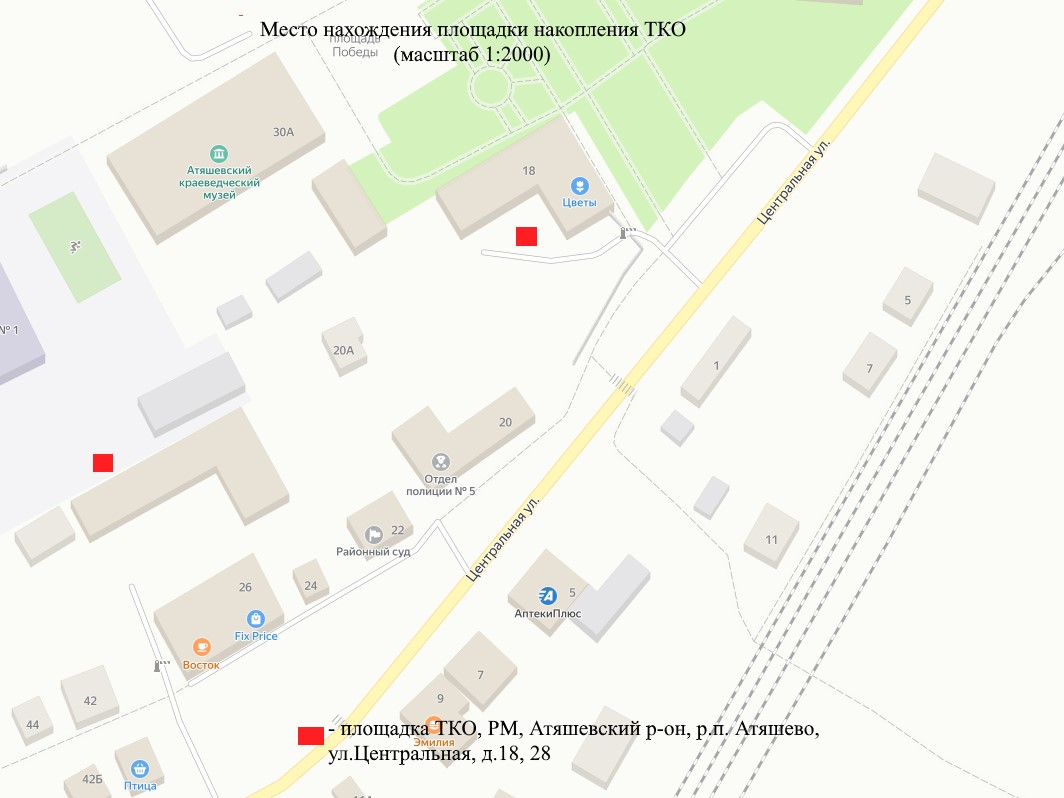 Место нахождения площадки накопления ТКО
(масштаб 1:2000)
площадь
Победы
30А
Атяшевский
краеведческий
музей
18
Цветы
Центральная ул.
№ 1
20А
5
7
1
20
Отдел
полиции № 5
22
Районный суд
Центральная ул.
11
26
24
Fix Price
Восток
5
АптекиПлюс
7
9
Эмилия
42
44
42Б
Птица
- площадка ТКО, РМ, Атяшевский р-он, р.п. Атяшево,
ул.Центральная, д.18, 28